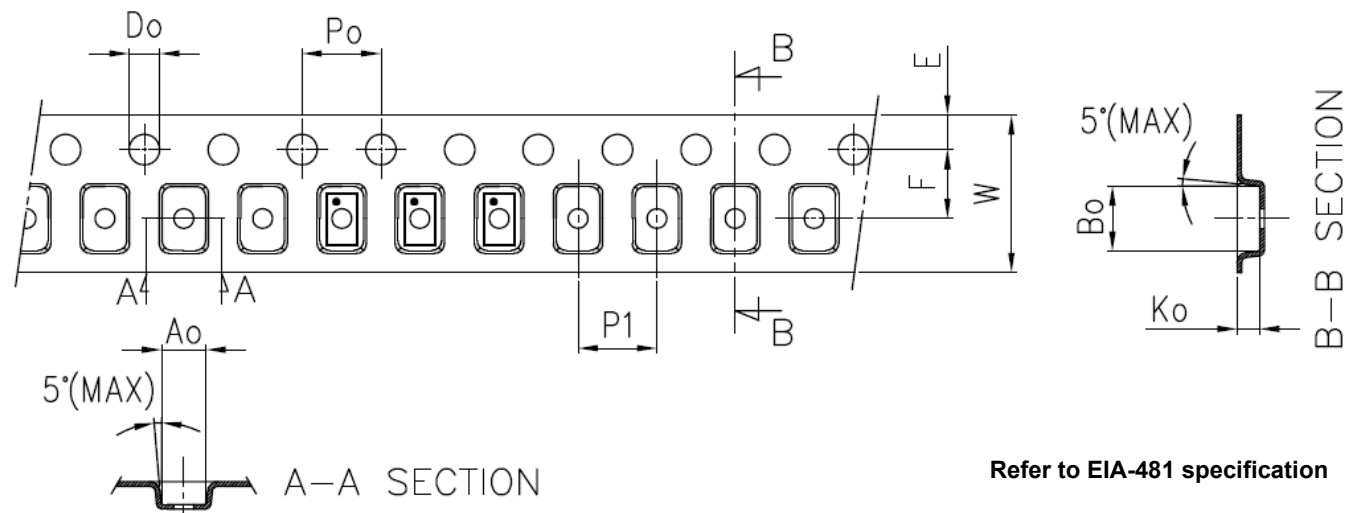 Do
Po
B
E
5°(MAX)
F
W
Bo
B-B SECTION
A
A
P1
B
Ko
Ao
5°(MAX)
A-A SECTION
Refer to EIA-481 specification